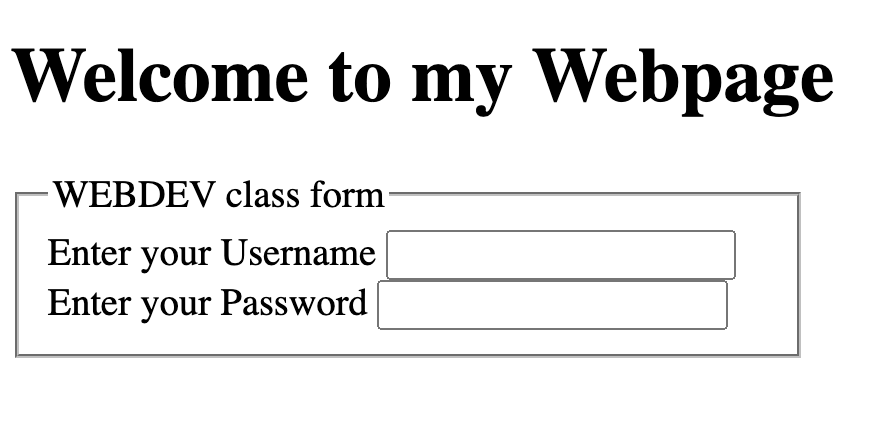 Welcome to my Webpage
WEBDEV class form
Enter your Username
Enter your Password